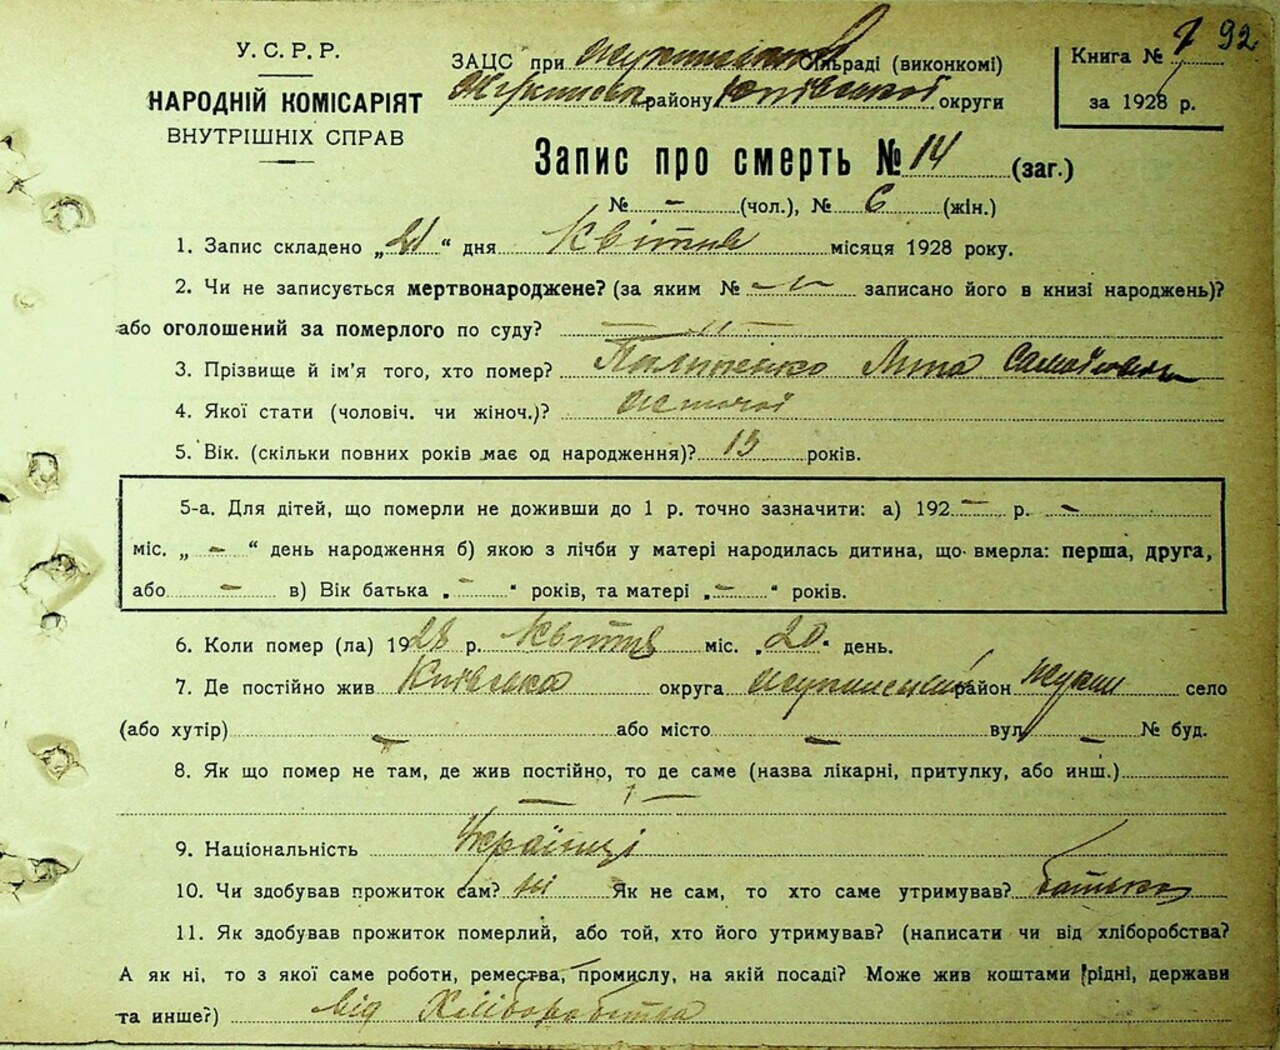 92
У.С.Р.Р.
НАРОДНІЙ КОМІСАРІЯТ
ВНУТРІШНІХ СПРАВ
ЗАЦС при сільраді (виконкомі)
району Київської округи
Книга №
за 1928 р.
Запис про смерть № 14 (заг.)
№ - (чол.), № 6 (жін.)
1. Запис складено „21“ дня Квітня місяця 1928 року.
2. Чи не записується мертвонароджене? (за яким № -"- записано його в книзі народжень)?
або оголошений за померлого по суду? — " —
3. Прізвище й ім'я того, хто помер?
4. Якої стати (чоловіч. чи жіноч.)? жіночої
5. Вік. (скільки повних років має од народження)? 13 років.
5-а. Для дітей, що померли не доживши до 1 р. точно зазначити: а) 192 - р. -
міс. „ - “ день народження б) якою з лічби у матері народилась дитина, що вмерла: перша, друга,
або - в) Вік батька „ - “ років, та матері „ - “ років.
6. Коли помер (ла) 1928 р. квітня міс. „20“ день.
7. Де постійно жив Київська округа район Жукин село
(або хутір) - або місто - вул. - № буд.
8. Як що помер не там, де жив постійно, то де саме (назва лікарні, притулку, або инш.)
— " —
9. Національність Українці
10. Чи здобував прожиток сам? ні Як не сам, то хто саме утримував? батько
11. Як здобував прожиток померлий, або той, хто його утримував? (написати чи від хліборобства?
А як ні, то з якої саме роботи, ремества, промислу, на якій посаді? Може жив коштами рідні, держави
та инше?) від Хліборобства